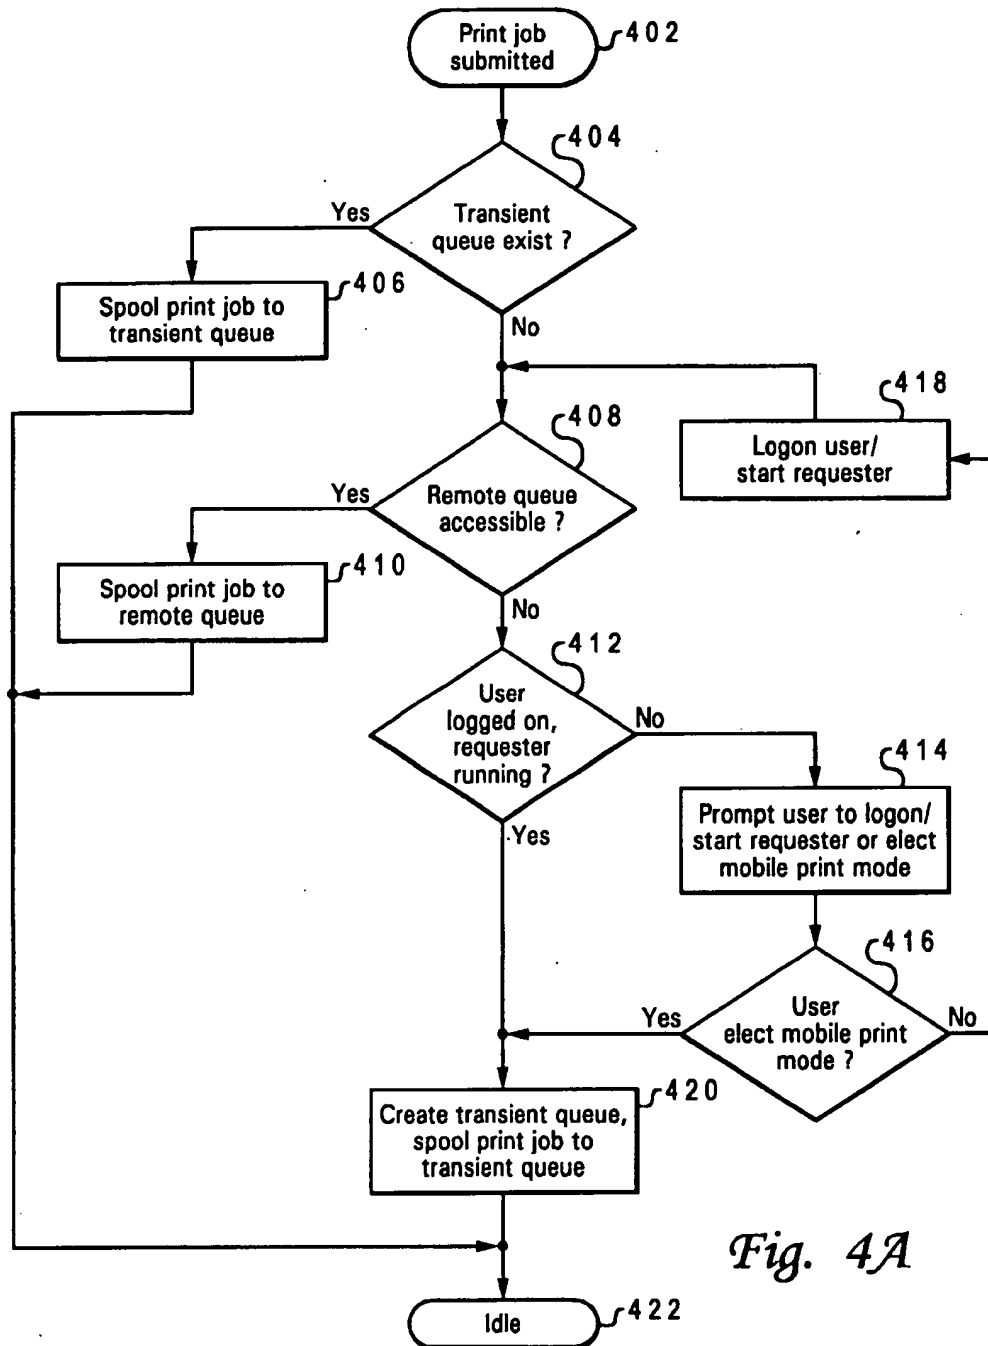 Print job
submitted
402
404
Transient
queue exist ?
Yes
No
406
Spool print job to
transient queue
418
Logon user/
start requester
408
Remote queue
accessible ?
Yes
No
410
Spool print job to
remote queue
412
User
logged on,
requester
running ?
No
Yes
414
Prompt user to logon/
start requester or elect
mobile print mode
416
User
elect mobile print
mode ?
Yes
No
420
Create transient queue,
spool print job to
transient queue
Fig. 4A
Idle
422